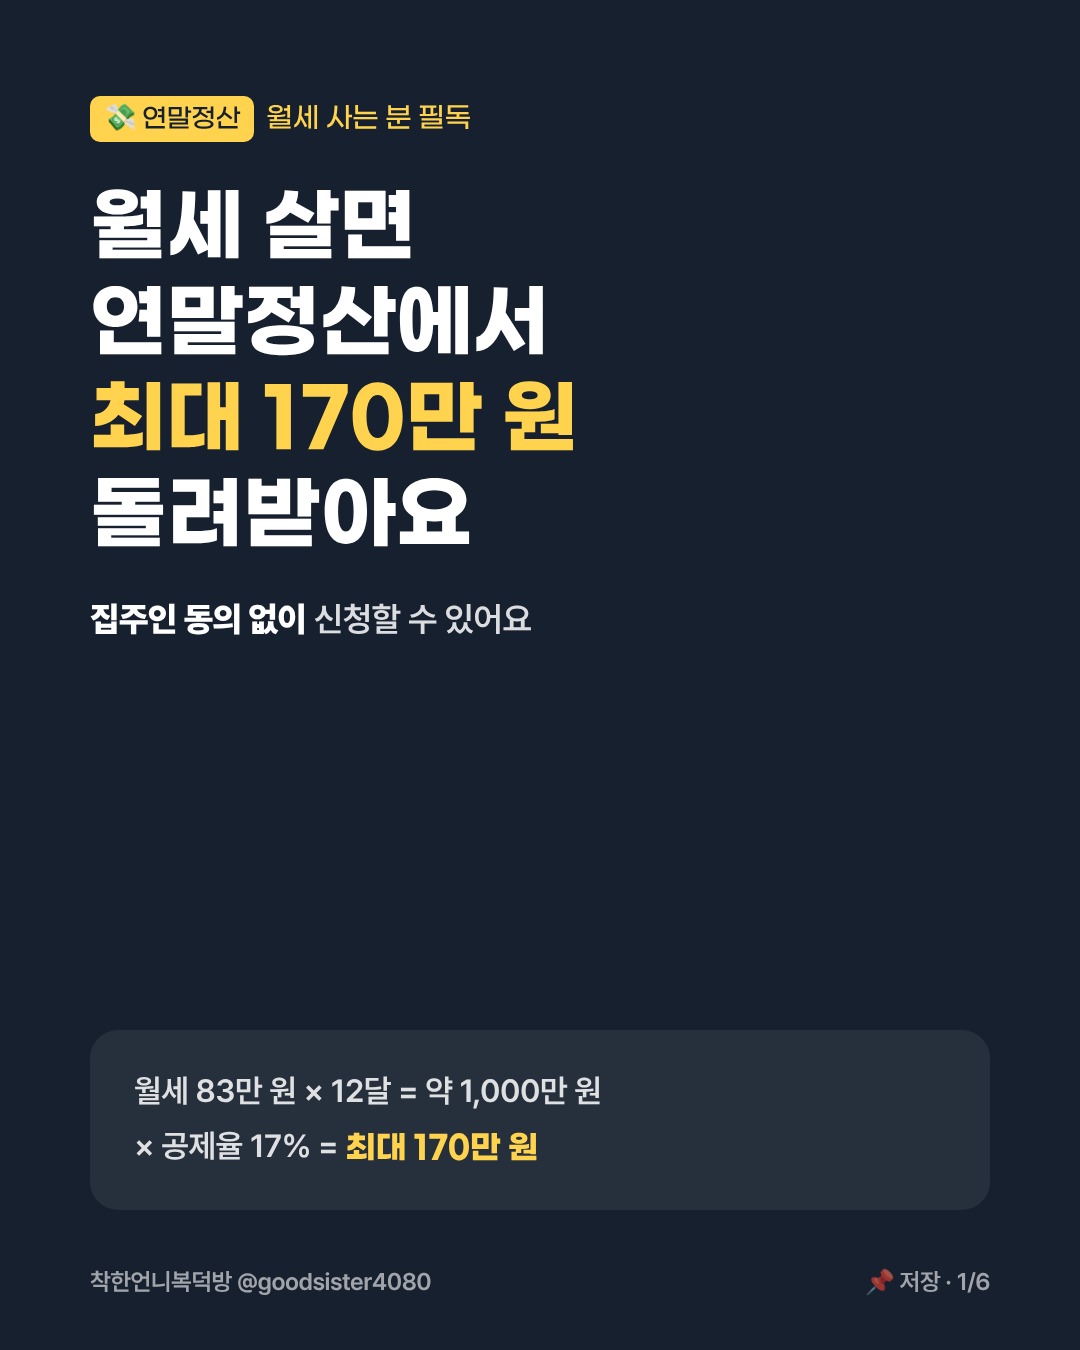 💸 연말정산 월세 사는 분 필독
월세 살면
연말정산에서
최대 170만 원
돌려받아요
집주인 동의 없이 신청할 수 있어요
월세 83만 원 × 12달 = 약 1,000만 원
× 공제율 17% = 최대 170만 원
착한언니복덕방 @goodsister4080
📌 저장 · 1/6